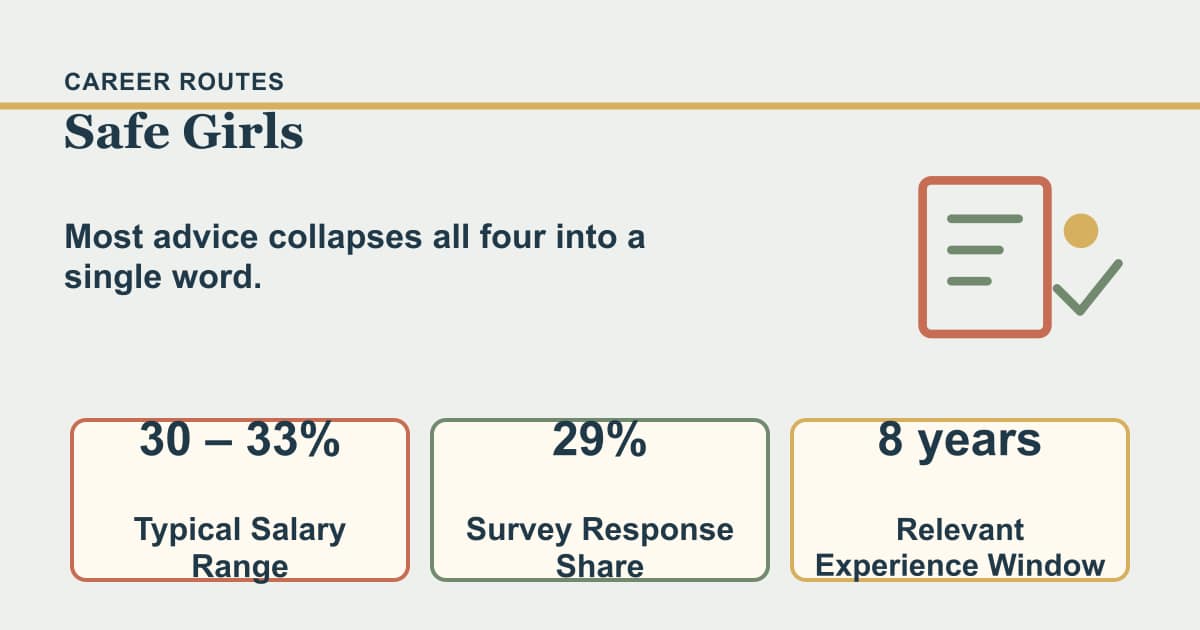 CAREER ROUTES
Safe Girls
Most advice collapses all four into a
single word.
30 – 33%
Typical Salary
Range
29%
Survey Response
Share
8 years
Relevant
Experience Window